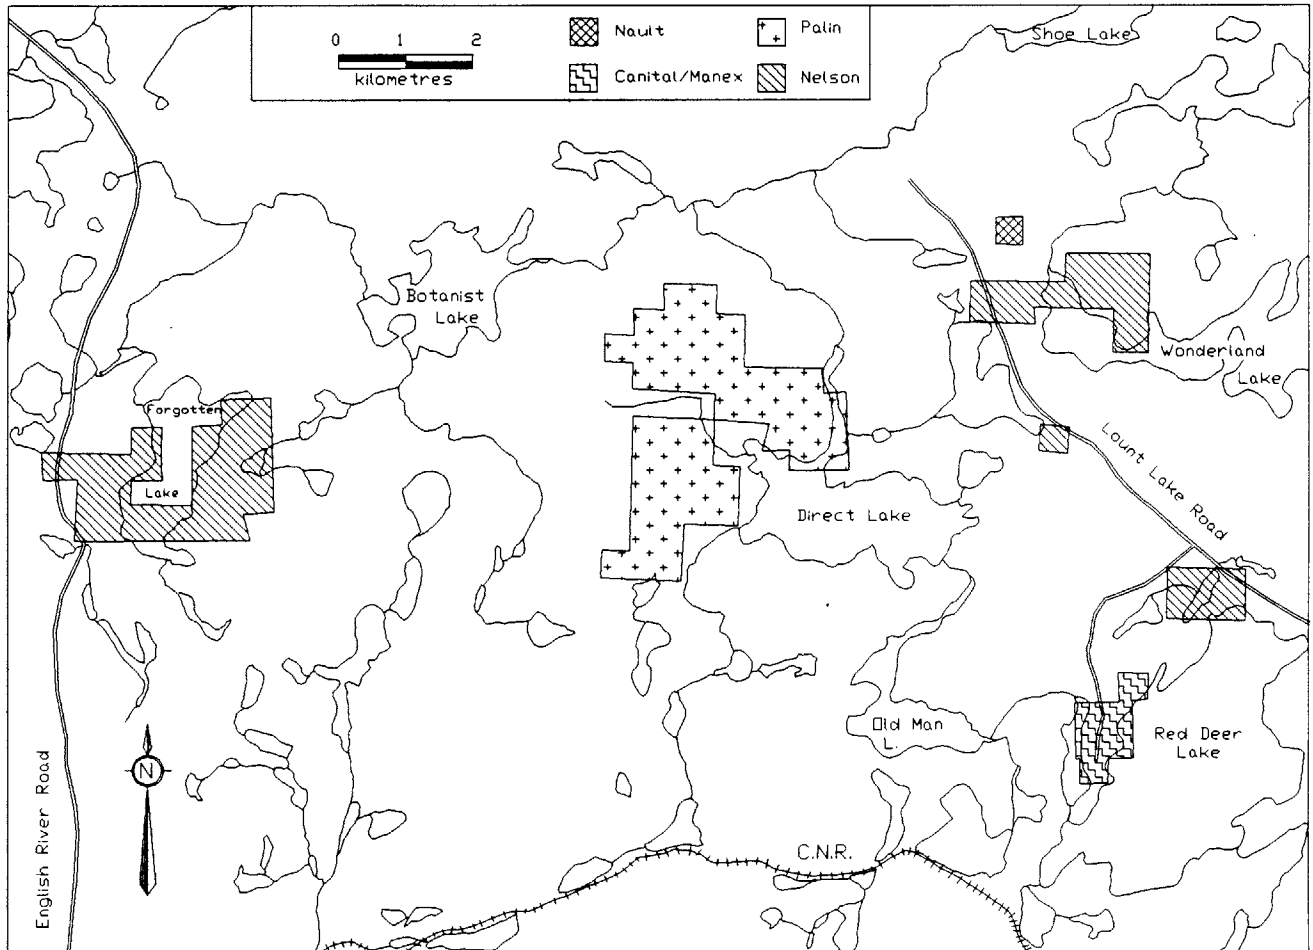 0 1 2
kilometres
Nault
Palin
Canital/Manex
Nelson
Shoe Lake
Botanist
Lake
Wonderland
Lake
Forgotten
Lake
Lount Lake Road
Direct Lake
Old Man
L.
Red Deer
Lake
N
C.N.R.
English River Road